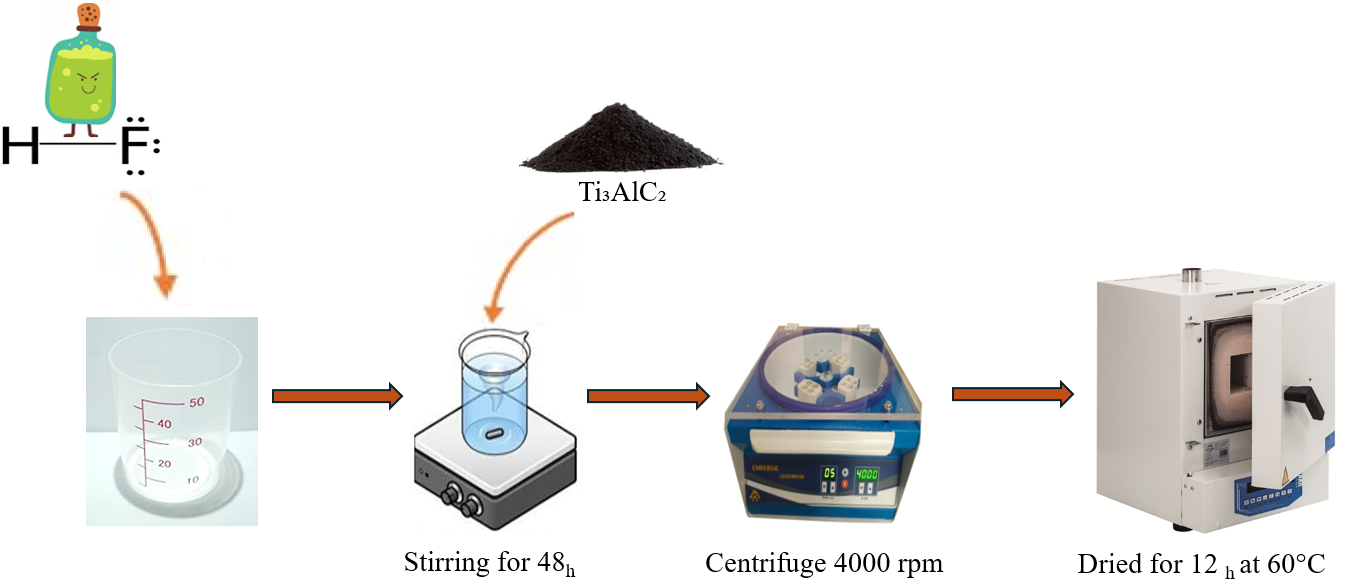 H F
Ti₃AlC₂
50
40
30
20
10
UNIVERSAL
CENTRIFUGE
05 4000
Stirring for 48h
Centrifuge 4000 rpm
Dried for 12 h at 60°C